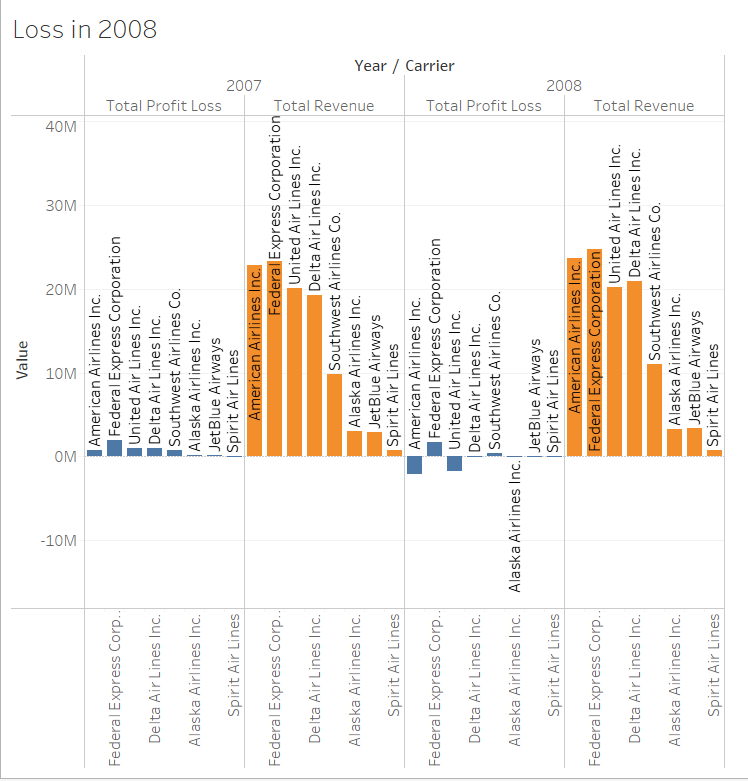 Loss in 2008
Year / Carrier
2007
2008
Total Profit Loss
Total Revenue
Total Profit Loss
Total Revenue
40M
30M
20M
10M
0M
-10M
Value
American Airlines Inc.
Federal Express Corporation
United Air Lines Inc.
Delta Air Lines Inc.
Southwest Airlines Co.
Alaska Airlines Inc.
JetBlue Airways
Spirit Air Lines
American Airlines Inc.
Federal Express Corporation
United Air Lines Inc.
Delta Air Lines Inc.
Southwest Airlines Co.
Alaska Airlines Inc.
JetBlue Airways
Spirit Air Lines
American Airlines Inc.
Federal Express Corporation
United Air Lines Inc.
Delta Air Lines Inc.
Southwest Airlines Co.
Alaska Airlines Inc.
JetBlue Airways
Spirit Air Lines
American Airlines Inc.
Federal Express Corporation
United Air Lines Inc.
Delta Air Lines Inc.
Southwest Airlines Co.
Alaska Airlines Inc.
JetBlue Airways
Spirit Air Lines
Federal Express Corp..
Delta Air Lines Inc.
Alaska Airlines Inc.
Spirit Air Lines
Federal Express Corp..
Delta Air Lines Inc.
Alaska Airlines Inc.
Spirit Air Lines
Federal Express Corp..
Delta Air Lines Inc.
Alaska Airlines Inc.
Spirit Air Lines
Federal Express Corp..
Delta Air Lines Inc.
Alaska Airlines Inc.
Spirit Air Lines